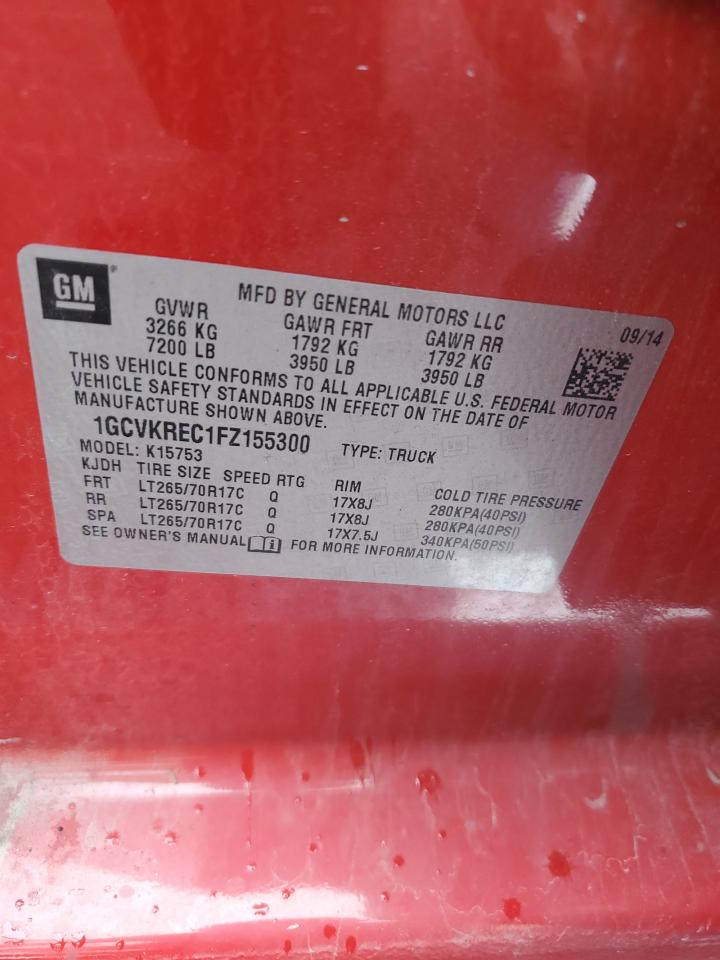 GM
MFD BY GENERAL MOTORS LLC
09/14
GVWR GAWR FRT GAWR RR
3266 KG 1792 KG 1792 KG
7200 LB 3950 LB 3950 LB
THIS VEHICLE CONFORMS TO ALL APPLICABLE U.S. FEDERAL MOTOR
VEHICLE SAFETY STANDARDS IN EFFECT ON THE DATE OF
MANUFACTURE SHOWN ABOVE.
1GCVKREC1FZ155300 TYPE: TRUCK
MODEL: K15753
KJDH TIRE SIZE SPEED RTG RIM COLD TIRE PRESSURE
FRT LT265/70R17C Q 17X8J 280KPA(40PSI)
RR LT265/70R17C Q 17X8J 280KPA(40PSI)
SPA LT265/70R17C Q 17X7.5J 340KPA(50PSI)
SEE OWNER'S MANUAL FOR MORE INFORMATION.